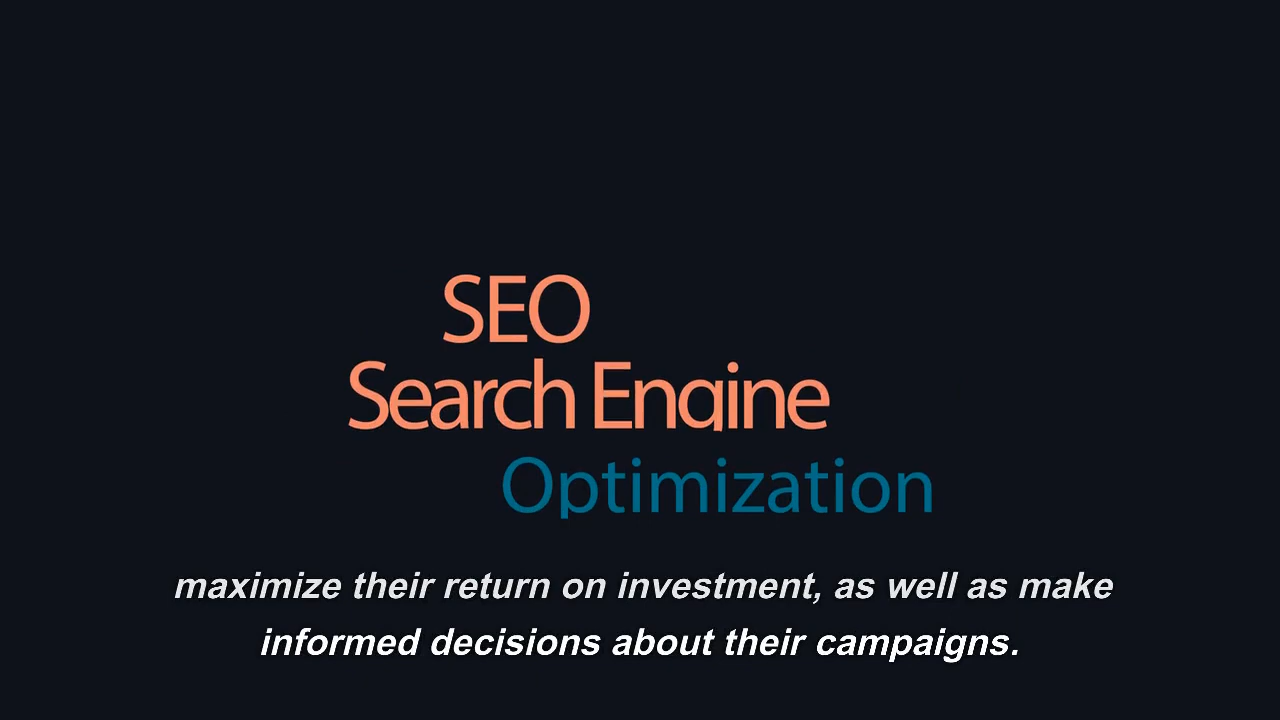 SEO
Search Engine
Optimization
maximize their return on investment, as well as make
informed decisions about their campaigns.